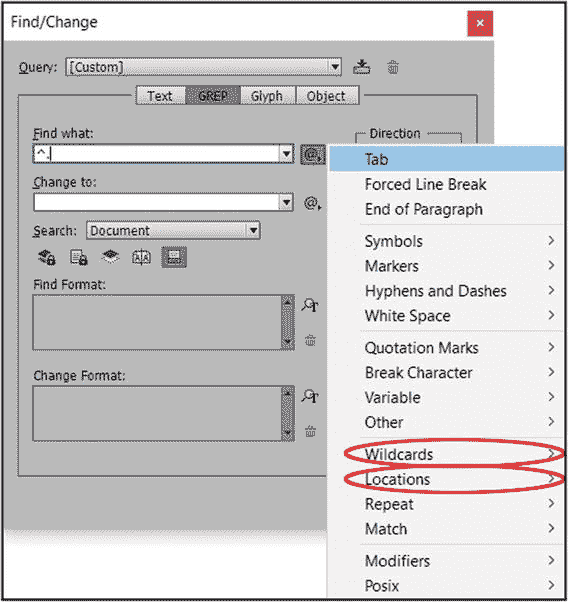 Find/Change
Query: [Custom]
Text GREP Glyph Object
Find what:
^.
Direction
@
Change to:
@
Search: Document
Find Format:
Change Format:
Tab
Forced Line Break
End of Paragraph
Symbols
Markers
Hyphens and Dashes
White Space
Quotation Marks
Break Character
Variable
Other
Wildcards
Locations
Repeat
Match
Modifiers
Posix